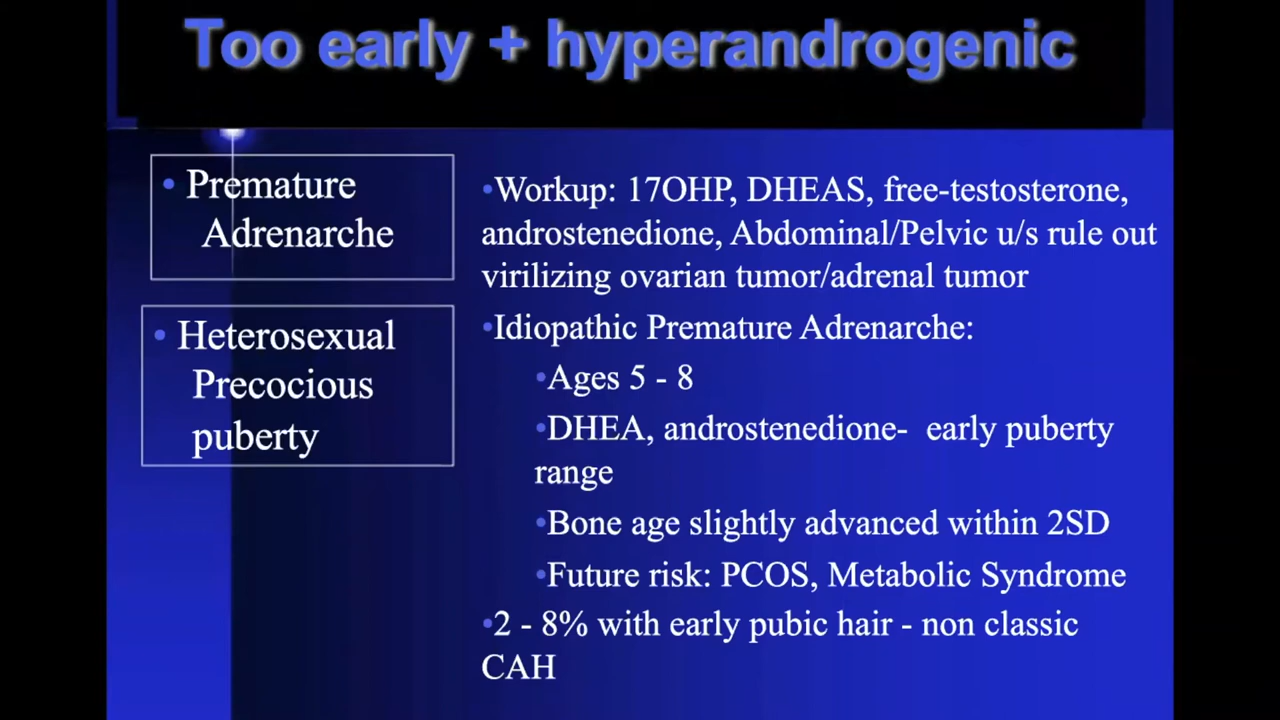 Too early + hyperandrogenic
• Premature
Adrenarche
• Heterosexual
Precocious
puberty
•Workup: 17OHP, DHEAS, free-testosterone,
androstenedione, Abdominal/Pelvic u/s rule out
virilizing ovarian tumor/adrenal tumor
•Idiopathic Premature Adrenarche:
•Ages 5 - 8
•DHEA, androstenedione- early puberty
range
•Bone age slightly advanced within 2SD
•Future risk: PCOS, Metabolic Syndrome
•2 - 8% with early pubic hair - non classic
CAH